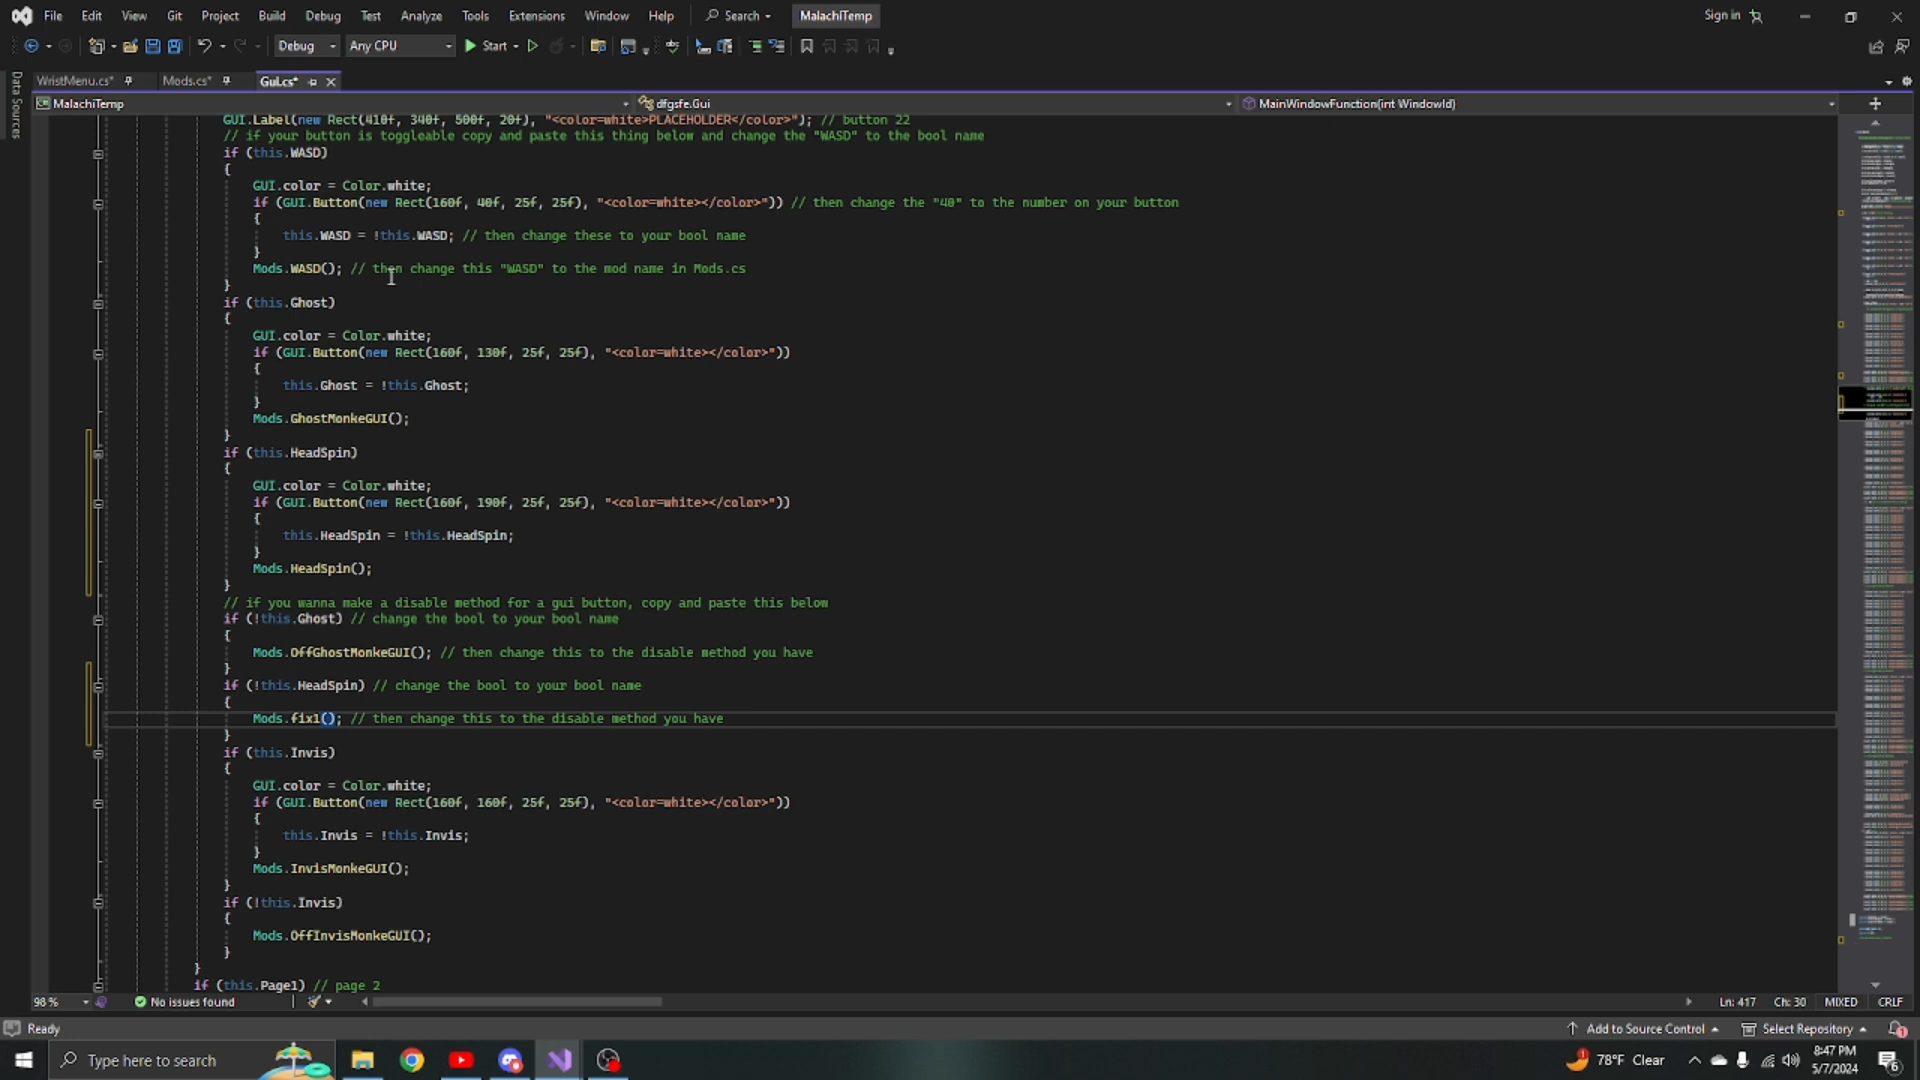 File Edit View Git Project Build Debug Test Analyze Tools Extensions Window Help Search MalachiTemp Sign in
Debug Any CPU Start
WristMenu.cs* Mods.cs* Gui.cs*
Data Sources
MalachiTemp dfgsfe.Gui MainWindowFunction(int WindowId)
GUI.Label(new Rect(410f, 340f, 500f, 20f), "<color=white>PLACEHOLDER</color>"); // button 22
// if your button is toggleable copy and paste this thing below and change the "WASD" to the bool name
if (this.WASD)
{
GUI.color = Color.white;
if (GUI.Button(new Rect(160f, 40f, 25f, 25f), "<color=white></color>")) // then change the "40" to the number on your button
{
this.WASD = !this.WASD; // then change these to your bool name
}
Mods.WASD(); // then change this "WASD" to the mod name in Mods.cs
}
if (this.Ghost)
{
GUI.color = Color.white;
if (GUI.Button(new Rect(160f, 130f, 25f, 25f), "<color=white></color>"))
{
this.Ghost = !this.Ghost;
}
Mods.GhostMonkeGUI();
}
if (this.HeadSpin)
{
GUI.color = Color.white;
if (GUI.Button(new Rect(160f, 190f, 25f, 25f), "<color=white></color>"))
{
this.HeadSpin = !this.HeadSpin;
}
Mods.HeadSpin();
}
// if you wanna make a disable method for a gui button, copy and paste this below
if (!this.Ghost) // change the bool to your bool name
{
Mods.OffGhostMonkeGUI(); // then change this to the disable method you have
}
if (!this.HeadSpin) // change the bool to your bool name
{
Mods.fix1(); // then change this to the disable method you have
}
if (this.Invis)
{
GUI.color = Color.white;
if (GUI.Button(new Rect(160f, 160f, 25f, 25f), "<color=white></color>"))
{
this.Invis = !this.Invis;
}
Mods.InvisMonkeGUI();
}
if (!this.Invis)
{
Mods.OffInvisMonkeGUI();
}
}
if (this.Page1) // page 2
98 % No issues found Ln: 417 Ch: 30 MIXED CRLF
Ready Add to Source Control Select Repository 1
Type here to search 1 78°F Clear 8:47 PM
5/7/2024 6